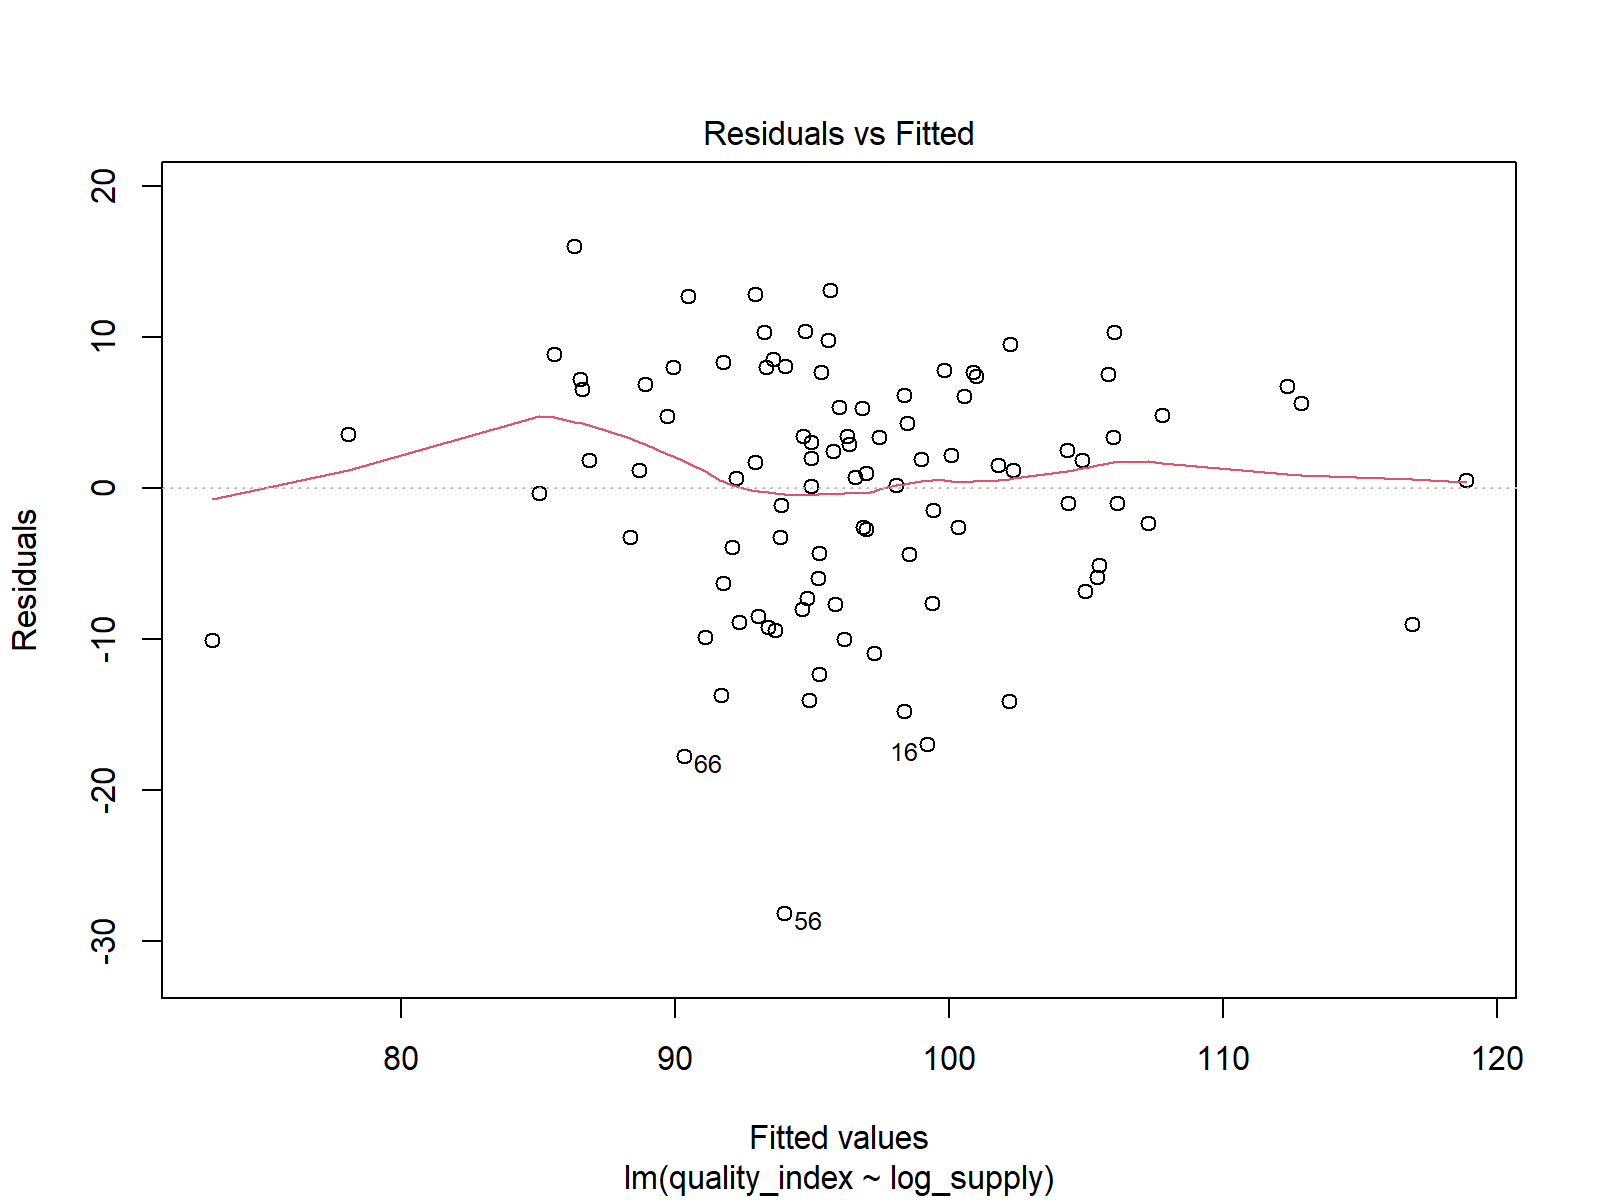 Residuals vs Fitted
20
10
0
-10
-20
-30
Residuals
66
16
56
80 90 100 110 120
Fitted values
lm(quality_index ~ log_supply)